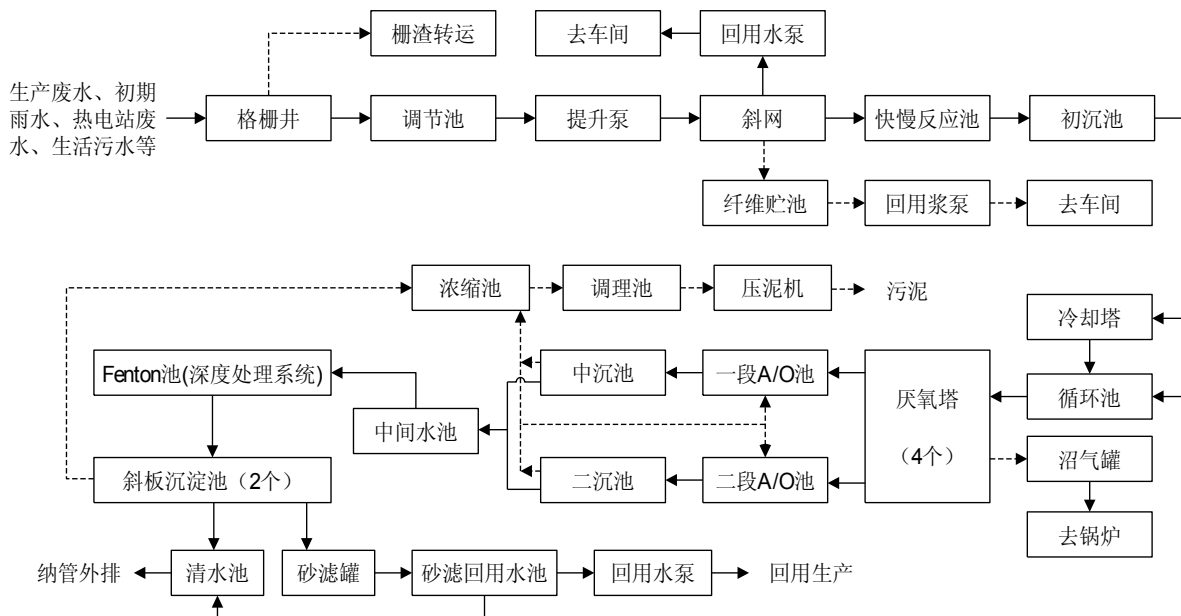 栅渣转运
去车间
回用水泵
生产废水、初期
雨水、热电站废
水、生活污水等
格栅井
调节池
提升泵
斜网
快慢反应池
初沉池
纤维贮池
回用浆泵
去车间
浓缩池
调理池
压泥机
污泥
冷却塔
Fenton池(深度处理系统)
中沉池
一段A/O池
厌氧塔
（4个）
循环池
中间水池
斜板沉淀池（2个）
二沉池
二段A/O池
沼气罐
去锅炉
纳管外排
清水池
砂滤罐
砂滤回用水池
回用水泵
回用生产